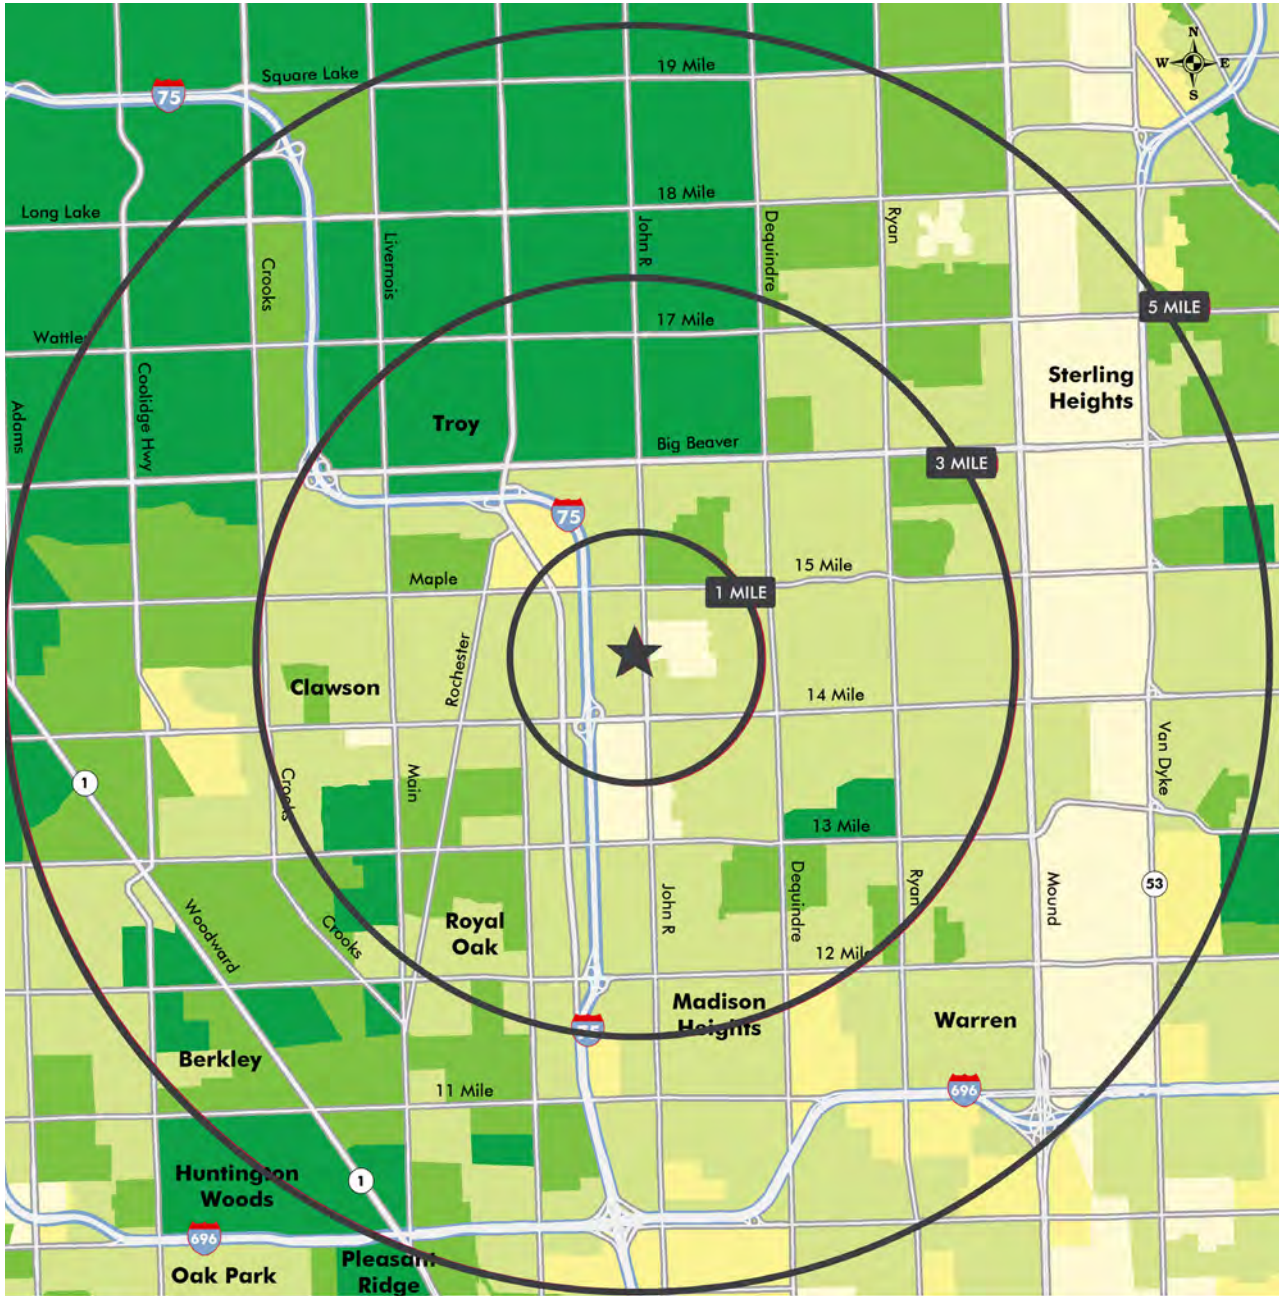 N
W
E
S
19 Mile
Square Lake
75
18 Mile
Long Lake
John R
Dequindre
Ryan
Livernois
Crooks
5 MILE
17 Mile
Wattle
Coolidge Hwy
Adams
Sterling
Heights
Troy
Big Beaver
3 MILE
75
15 Mile
Maple
1 MILE
Rochester
Clawson
14 Mile
Van Dyke
Crooks
Main
1
13 Mile
John R
Dequindre
Ryan
Mound
53
Woodward
Crooks
Royal
Oak
12 Mile
Madison
Heights
Warren
75
Berkley
11 Mile
696
Huntington
Woods
1
696
Oak Park
Pleasant
Ridge